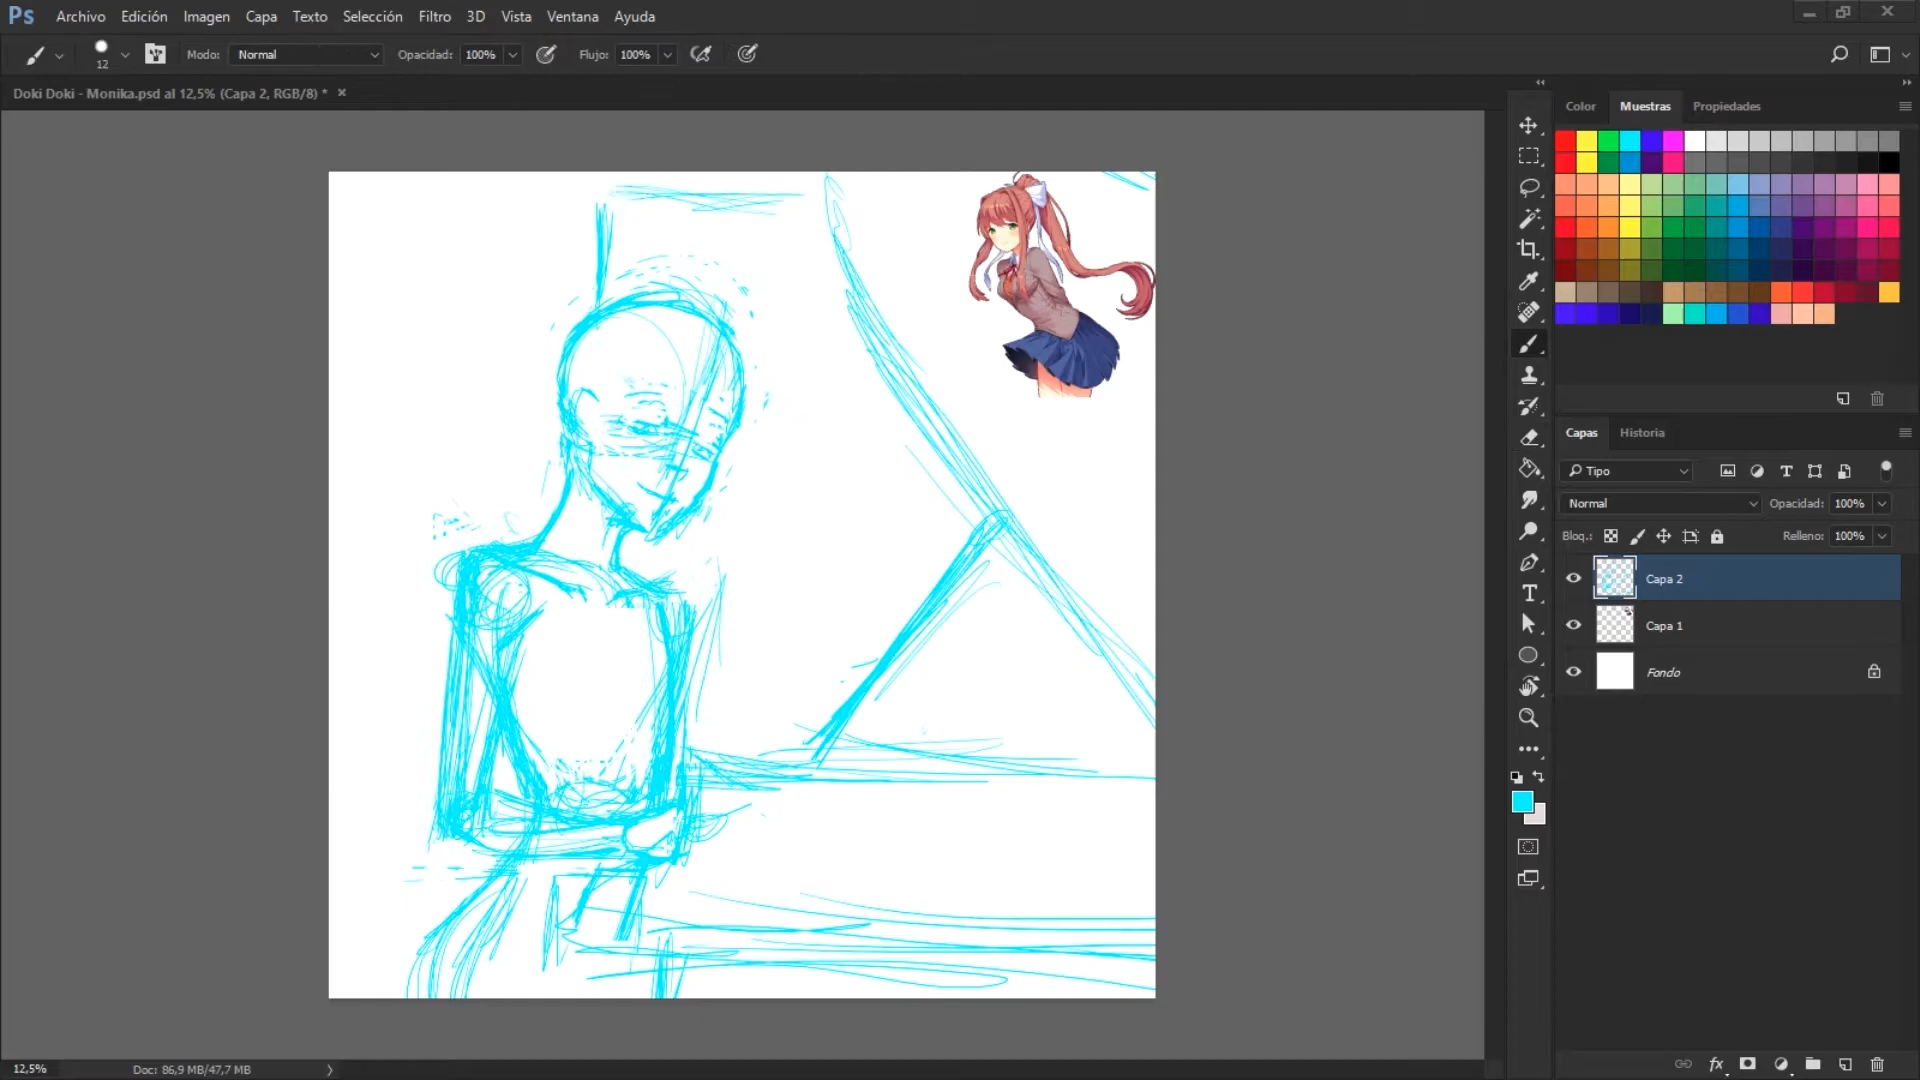 Ps Archivo Edición Imagen Capa Texto Selección Filtro 3D Vista Ventana Ayuda
12 Modo: Normal Opacidad: 100% Flujo: 100%
Doki Doki - Monika.psd al 12,5% (Capa 2, RGB/8) *
Color Muestras Propiedades
Capas Historia
Tipo
Normal Opacidad: 100%
Bloq.: Relleno: 100%
Capa 2
Capa 1
Fondo
fx
12,5% Doc: 86,9 MB/47,7 MB